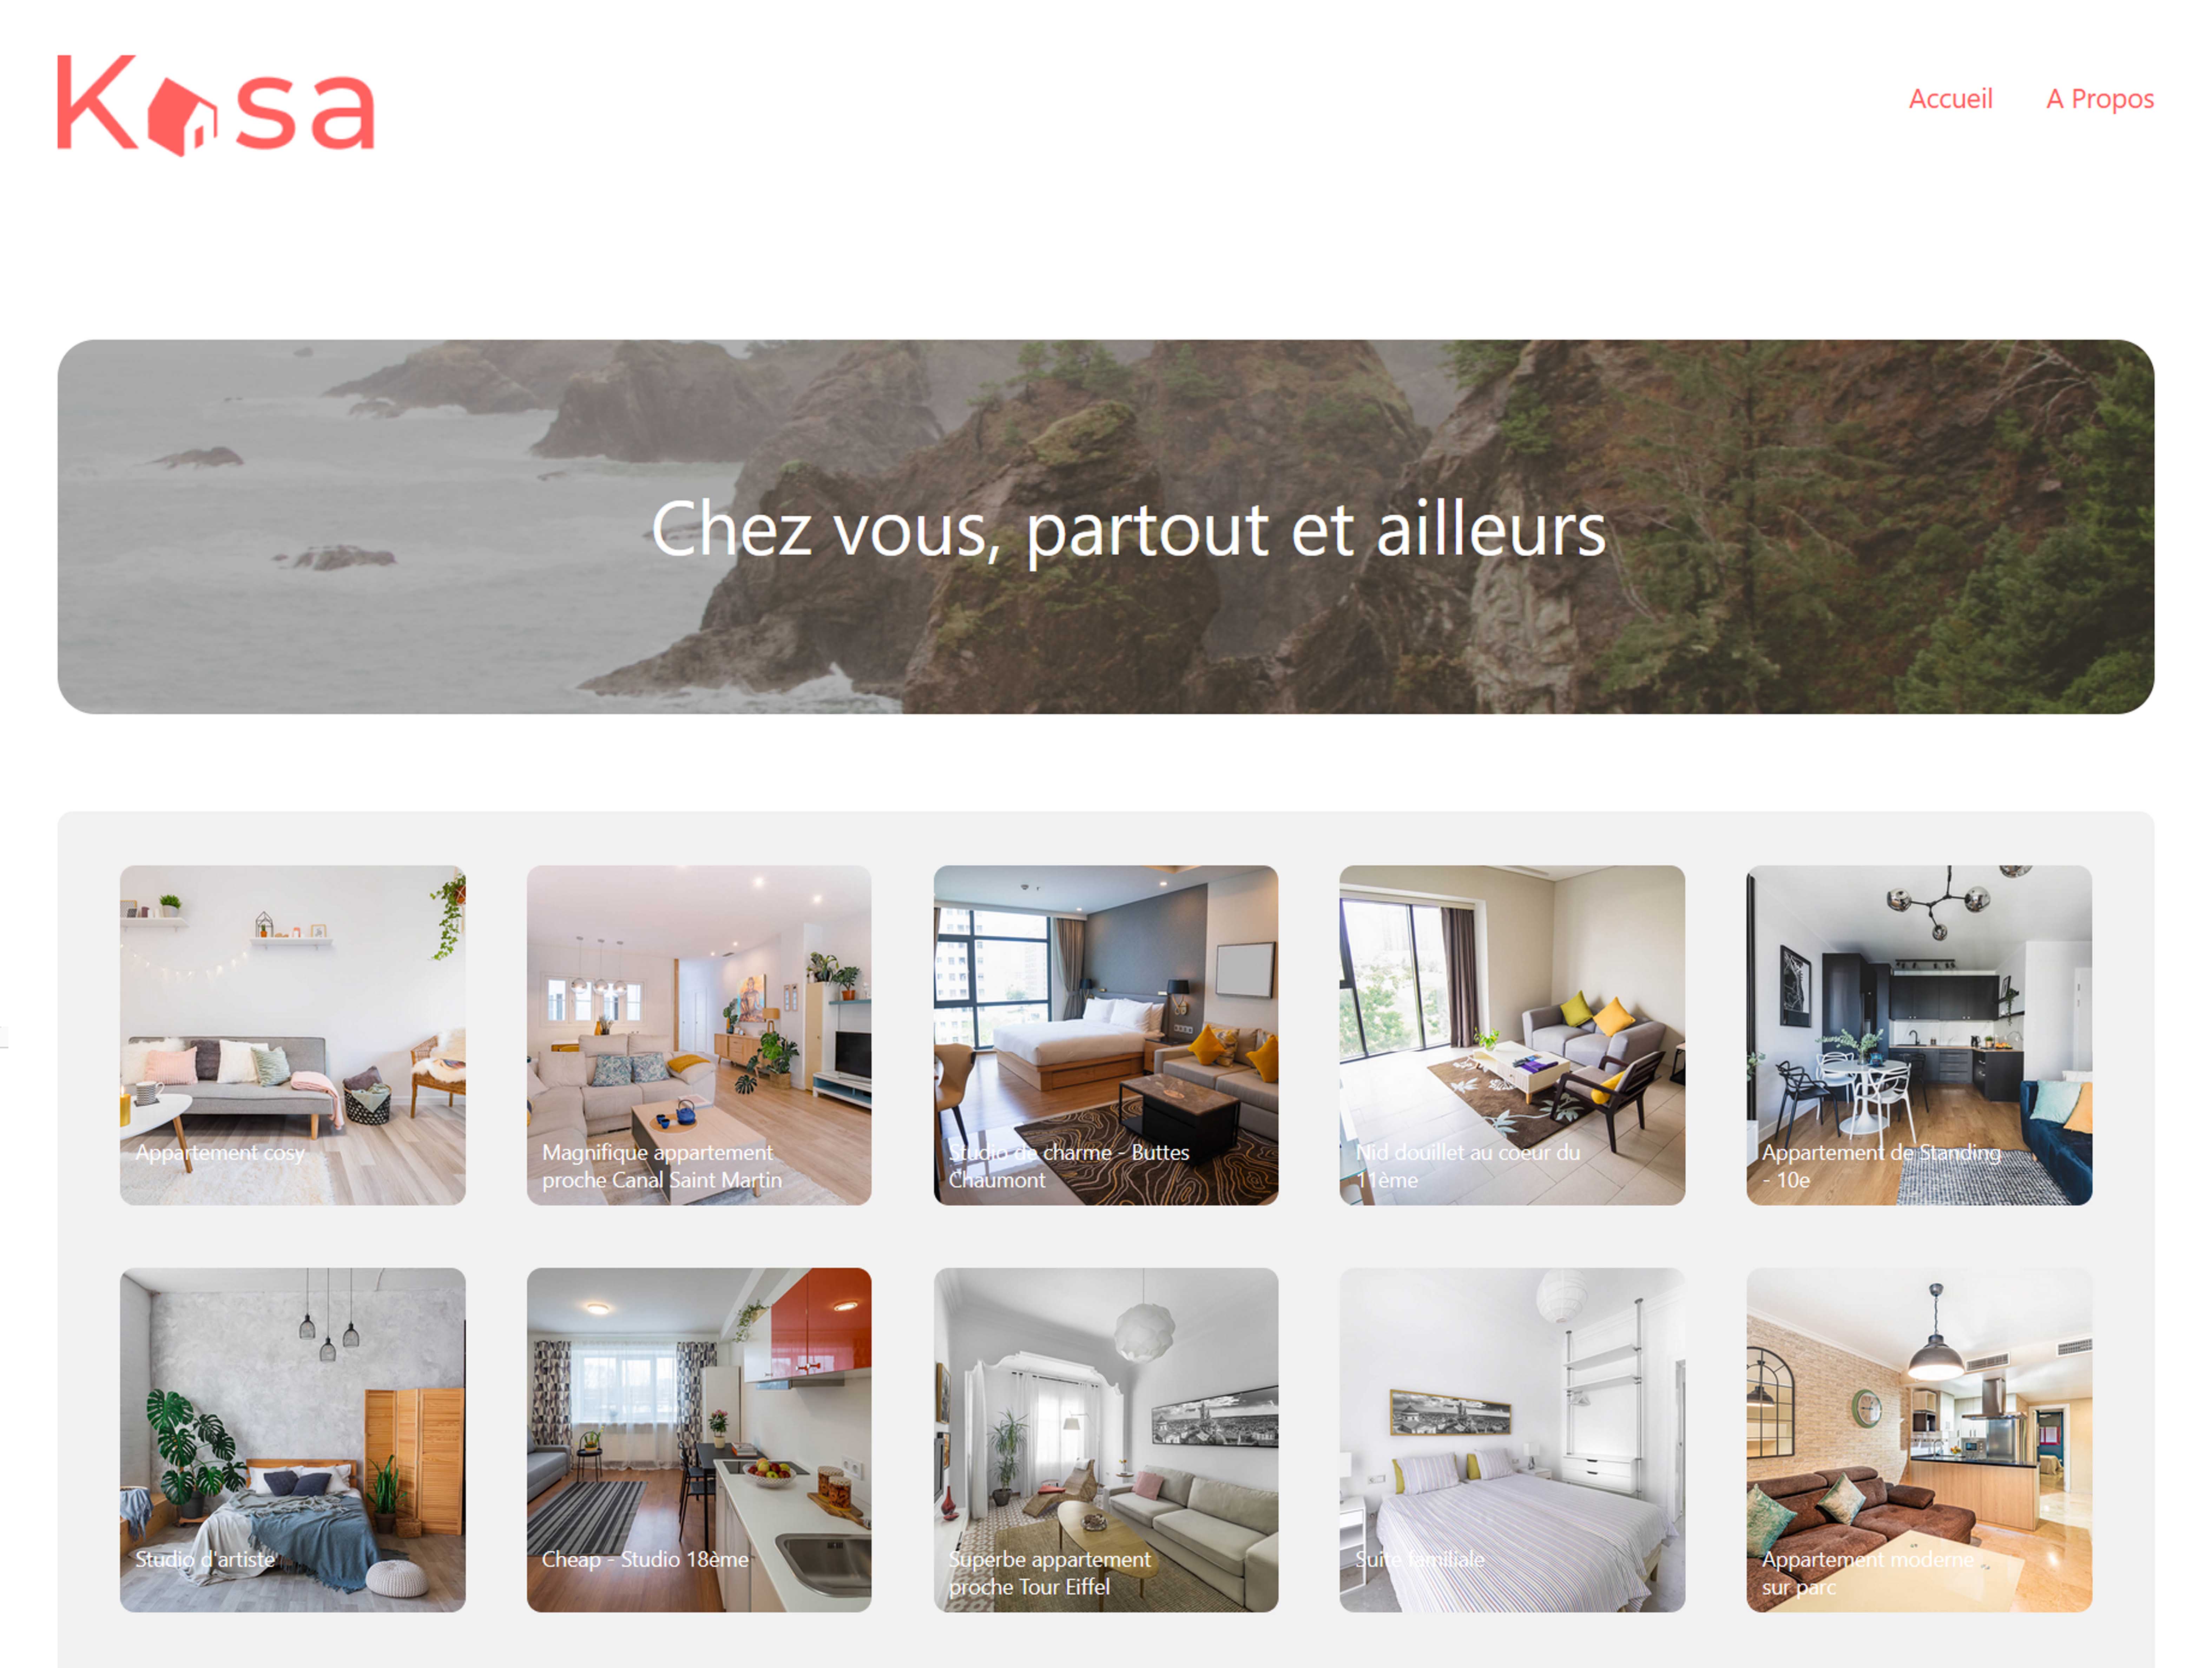 Kasa
Accueil
A Propos
Chez vous, partout et ailleurs
Appartement cosy
Magnifique appartement
proche Canal Saint Martin
Studio de charme - Buttes
Chaumont
Nid douillet au coeur du
11ème
Appartement de Standing
- 10e
Studio d'artiste
Cheap - Studio 18ème
Superbe appartement
proche Tour Eiffel
Suite familiale
Appartement moderne
sur parc